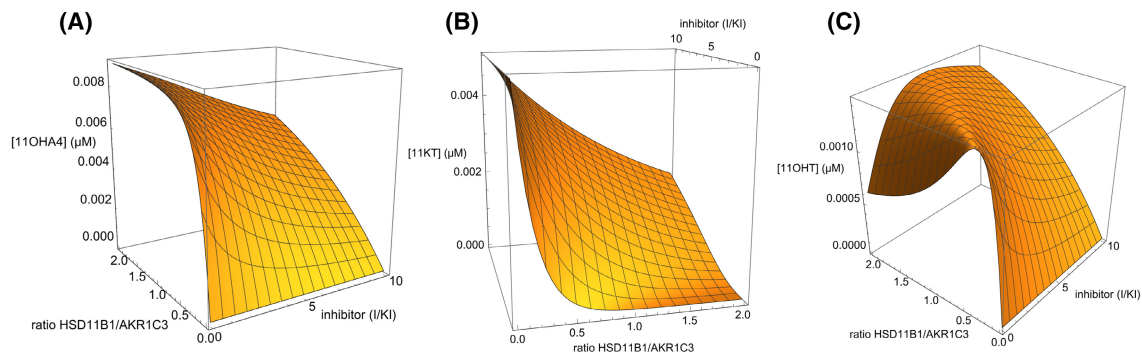 (A)
0.008
0.006
[11OHA4] (µM)
0.004
0.002
0.000
2.0
1.5
1.0
0.5
0.00
5
10
ratio HSD11B1/AKR1C3
inhibitor (I/KI)
(B)
inhibitor (I/KI)
10
5
0
0.004
[11KT] (µM)
0.002
0.000
0.0
0.5
1.0
1.5
2.0
ratio HSD11B1/AKR1C3
(C)
0.0010
[11OHT] (µM)
0.0005
0.0000
2.0
1.5
1.0
0.5
0.0
0
5
10
inhibitor (I/KI)
ratio HSD11B1/AKR1C3